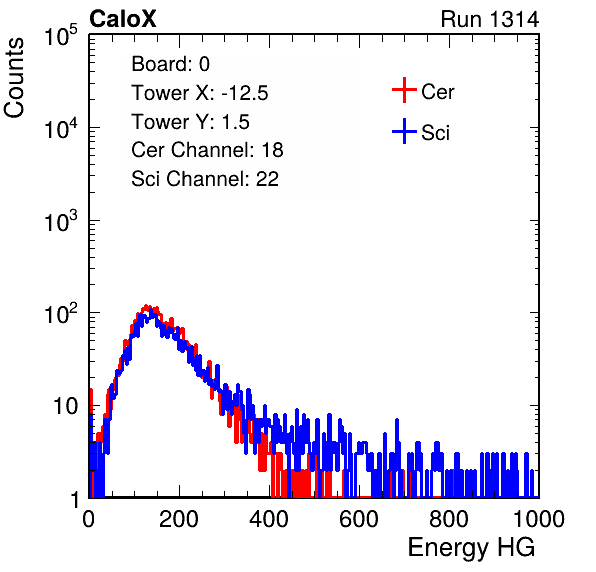 CaloX Run 1314
Counts
Board: 0
Tower X: -12.5
Tower Y: 1.5
Cer Channel: 18
Sci Channel: 22
Cer
Sci
10^5
10^4
10^3
10^2
10
1
0 200 400 600 800 1000
Energy HG